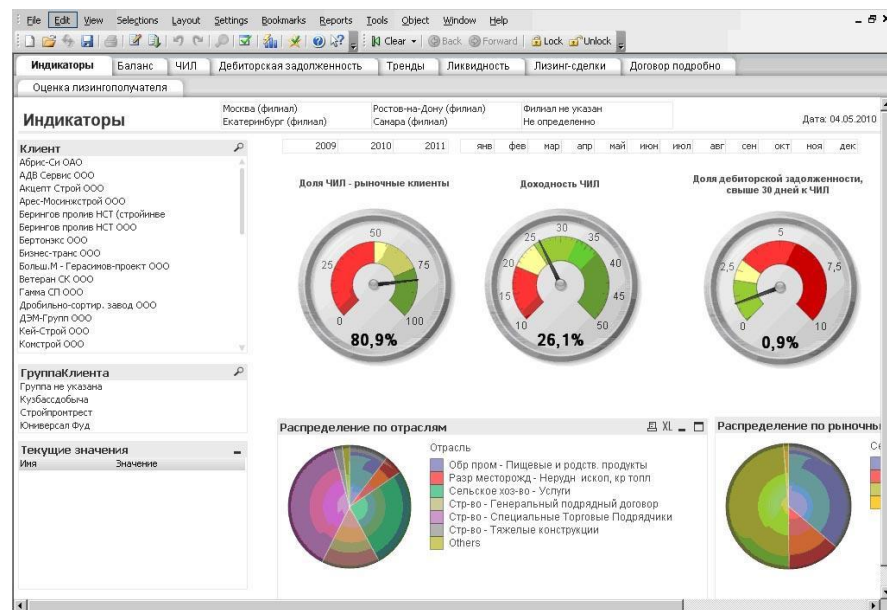 File Edit View Selections Layout Settings Bookmarks Reports Tools Object Window Help
Clear Back Forward Lock Unlock
Индикаторы Баланс ЧИЛ Дебиторская задолженность Тренды Ликвидность Лизинг-сделки Договор подробно
Оценка лизингополучателя
Индикаторы
Москва (филиал) Ростов-на-Дону (филиал) Филиал не указан
Екатеринбург (филиал) Самара (филиал) Не определенно
Дата: 04.05.2010
2009 2010 2011 янв фев мар апр май июн июл авг сен окт ноя дек
Клиент
Абрис-Си ОАО
АДВ Сервис ООО
Акцепт Строй ООО
Арес-Мосинжстрой ООО
Берингов пролив НСТ (стройинве
Берингов пролив НСТ ООО
Бертонэкс ООО
Бизнес-транс ООО
Больш.М - Герасимов-проект ООО
Ветеран СК ООО
Гамма СП ООО
Дробильно-сортир. завод ООО
ДЭМ-Групп ООО
Кей-Строй ООО
Констрой ООО
ГруппаКлиента
Группа не указана
Кузбассдобыча
Стройпромтрест
Юниверсал Фуд
Текущие значения
Имя Значение
Доля ЧИЛ - рыночные клиенты
0 25 50 75 100
80,9%
Доходность ЧИЛ
10 15 20 25 30 35 40 45 50
26,1%
Доля дебиторской задолженности,
свыше 30 дней к ЧИЛ
0 2,5 5 7,5 10
0,9%
Распределение по отраслям XL
Отрасль
Обр пром - Пищевые и родств. продукты
Разр месторожд - Нерудн ископ, кр топл
Сельское хоз-во - Услуги
Стр-во - Генеральный подрядный договор
Стр-во - Специальные Торговые Подрядчики
Стр-во - Тяжелые конструкции
Others
Распределение по рыночны
Се